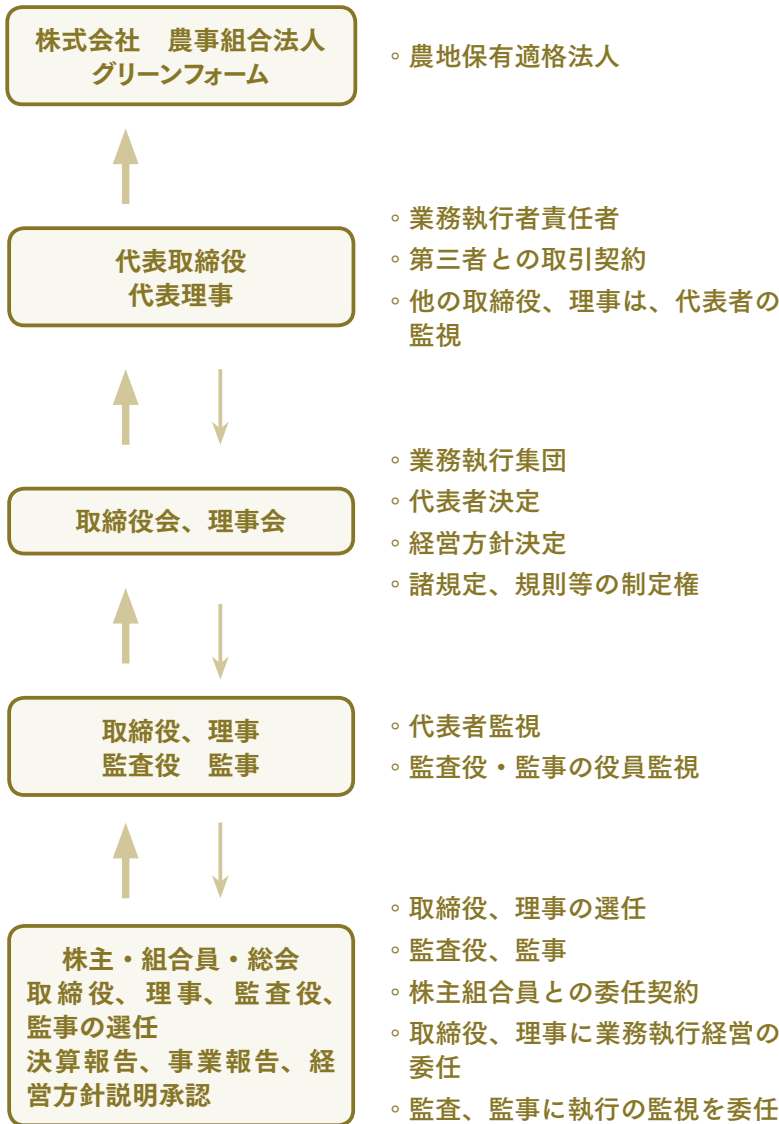 株式会社　農事組合法人
グリーンフォーム
◦農地保有適格法人
代表取締役
代表理事
◦業務執行者責任者
◦第三者との取引契約
◦他の取締役、理事は、代表者の
監視
取締役会、理事会
◦業務執行集団
◦代表者決定
◦経営方針決定
◦諸規定、規則等の制定権
取締役、理事
監査役　監事
◦代表者監視
◦監査役・監事の役員監視
株主・組合員・総会
取締役、理事、監査役、
監事の選任
決算報告、事業報告、経
営方針説明承認
◦取締役、理事の選任
◦監査役、監事
◦株主組合員との委任契約
◦取締役、理事に業務執行経営の
委任
◦監査、監事に執行の監視を委任